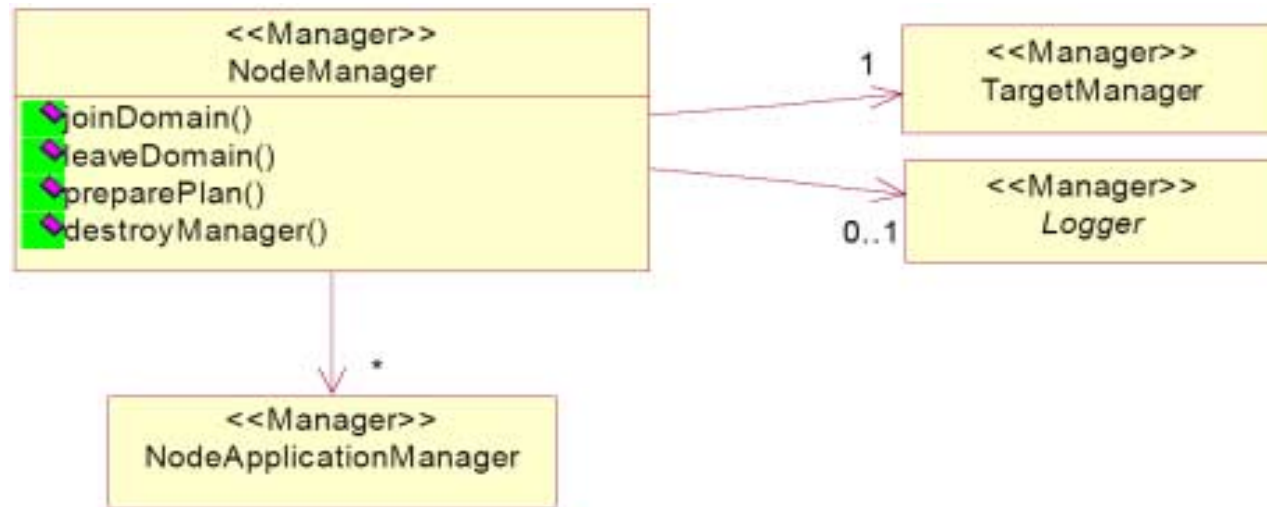 <<Manager>>
NodeManager
joinDomain()
leaveDomain()
preparePlan()
destroyManager()
1
<<Manager>>
TargetManager
0..1
<<Manager>>
Logger
*
<<Manager>>
NodeApplicationManager